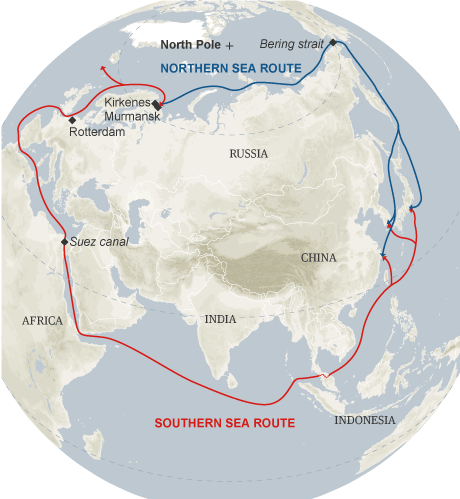 North Pole +
Bering strait
NORTHERN SEA ROUTE
Kirkenes
Murmansk
Rotterdam
RUSSIA
Suez canal
CHINA
AFRICA
INDIA
SOUTHERN SEA ROUTE
INDONESIA